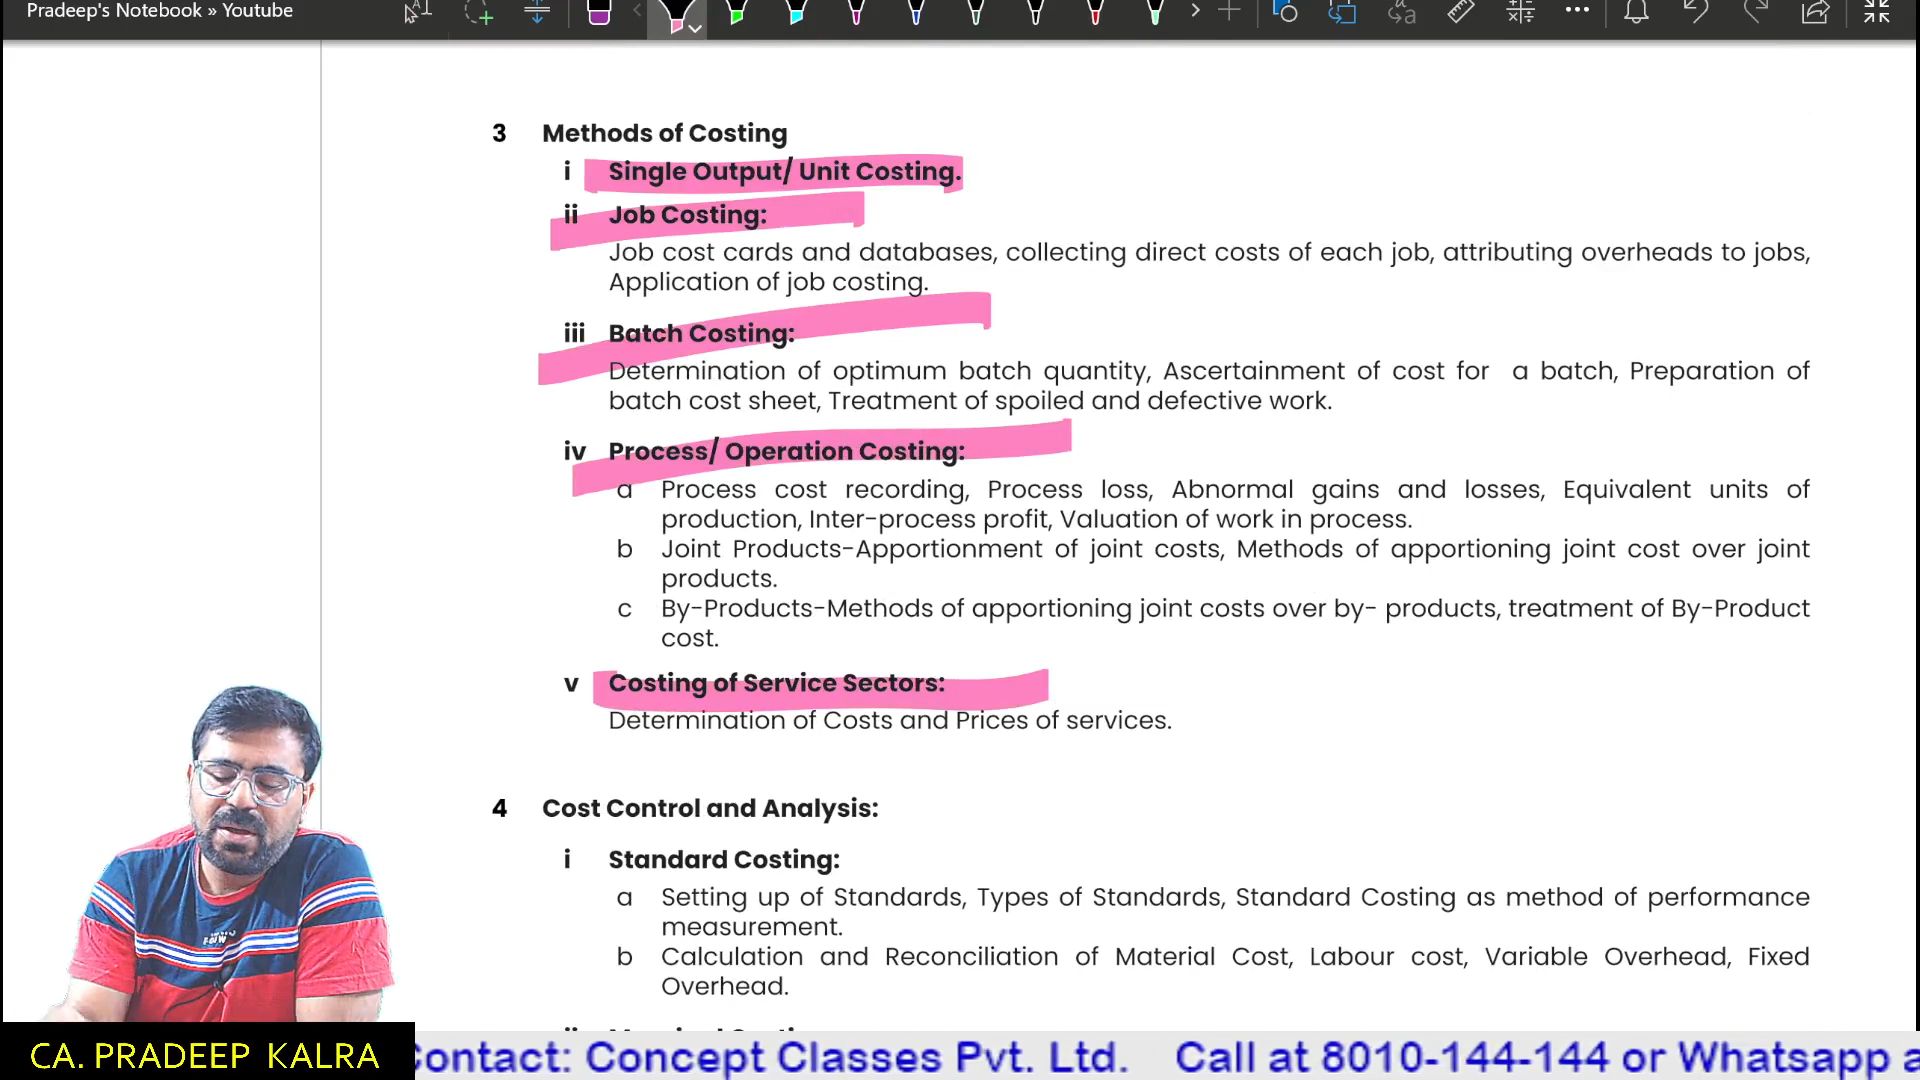 Pradeep's Notebook » Youtube
3 Methods of Costing
i Single Output/ Unit Costing.
ii Job Costing:
Job cost cards and databases, collecting direct costs of each job, attributing overheads to jobs,
Application of job costing.
iii Batch Costing:
Determination of optimum batch quantity, Ascertainment of cost for a batch, Preparation of
batch cost sheet, Treatment of spoiled and defective work.
iv Process/ Operation Costing:
a Process cost recording, Process loss, Abnormal gains and losses, Equivalent units of
production, Inter-process profit, Valuation of work in process.
b Joint Products-Apportionment of joint costs, Methods of apportioning joint cost over joint
products.
c By-Products-Methods of apportioning joint costs over by- products, treatment of By-Product
cost.
v Costing of Service Sectors:
Determination of Costs and Prices of services.
4 Cost Control and Analysis:
i Standard Costing:
a Setting up of Standards, Types of Standards, Standard Costing as method of performance
measurement.
b Calculation and Reconciliation of Material Cost, Labour cost, Variable Overhead, Fixed
Overhead.
CA. PRADEEP KALRA
Contact: Concept Classes Pvt. Ltd. Call at 8010-144-144 or Whatsapp a